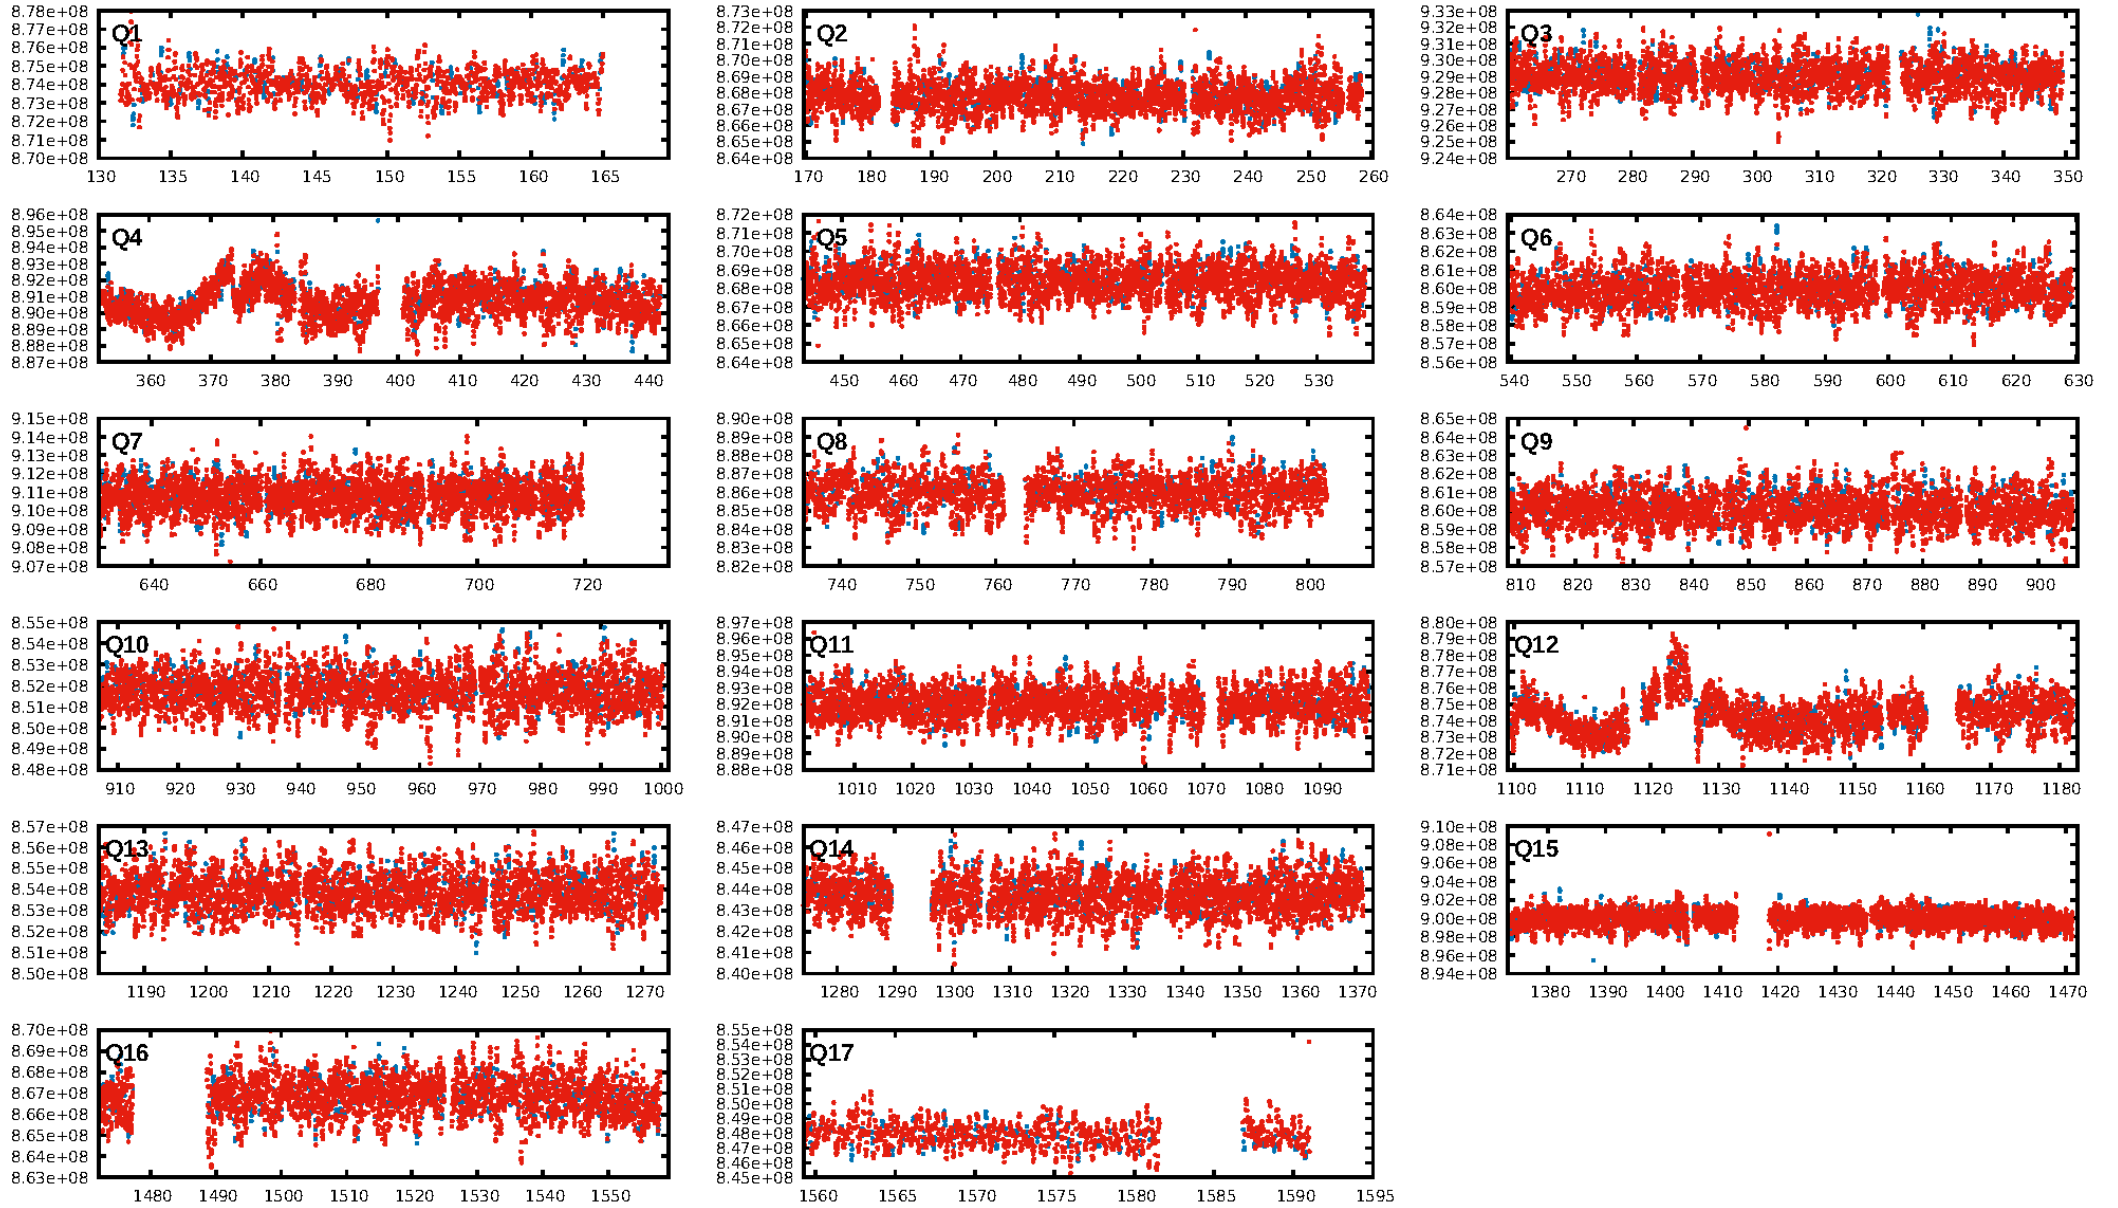 8.78e+08
8.77e+08
8.76e+08
8.75e+08
8.74e+08
8.73e+08
8.72e+08
8.71e+08
8.70e+08
Q1
130 135 140 145 150 155 160 165
8.73e+08
8.72e+08
8.71e+08
8.70e+08
8.69e+08
8.68e+08
8.67e+08
8.66e+08
8.65e+08
8.64e+08
Q2
170 180 190 200 210 220 230 240 250 260
9.33e+08
9.32e+08
9.31e+08
9.30e+08
9.29e+08
9.28e+08
9.27e+08
9.26e+08
9.25e+08
9.24e+08
Q3
270 280 290 300 310 320 330 340 350
8.96e+08
8.95e+08
8.94e+08
8.93e+08
8.92e+08
8.91e+08
8.90e+08
8.89e+08
8.88e+08
8.87e+08
Q4
360 370 380 390 400 410 420 430 440
8.72e+08
8.71e+08
8.70e+08
8.69e+08
8.68e+08
8.67e+08
8.66e+08
8.65e+08
8.64e+08
Q5
450 460 470 480 490 500 510 520 530
8.64e+08
8.63e+08
8.62e+08
8.61e+08
8.60e+08
8.59e+08
8.58e+08
8.57e+08
8.56e+08
Q6
540 550 560 570 580 590 600 610 620 630
9.15e+08
9.14e+08
9.13e+08
9.12e+08
9.11e+08
9.10e+08
9.09e+08
9.08e+08
9.07e+08
Q7
640 660 680 700 720
8.90e+08
8.89e+08
8.88e+08
8.87e+08
8.86e+08
8.85e+08
8.84e+08
8.83e+08
8.82e+08
Q8
740 750 760 770 780 790 800
8.65e+08
8.64e+08
8.63e+08
8.62e+08
8.61e+08
8.60e+08
8.59e+08
8.58e+08
8.57e+08
Q9
810 820 830 840 850 860 870 880 890 900
8.55e+08
8.54e+08
8.53e+08
8.52e+08
8.51e+08
8.50e+08
8.49e+08
8.48e+08
Q10
910 920 930 940 950 960 970 980 990 1000
8.97e+08
8.96e+08
8.95e+08
8.94e+08
8.93e+08
8.92e+08
8.91e+08
8.90e+08
8.89e+08
8.88e+08
Q11
1010 1020 1030 1040 1050 1060 1070 1080 1090
8.80e+08
8.79e+08
8.78e+08
8.77e+08
8.76e+08
8.75e+08
8.74e+08
8.73e+08
8.72e+08
8.71e+08
Q12
1100 1110 1120 1130 1140 1150 1160 1170 1180
8.57e+08
8.56e+08
8.55e+08
8.54e+08
8.53e+08
8.52e+08
8.51e+08
8.50e+08
Q13
1190 1200 1210 1220 1230 1240 1250 1260 1270
8.47e+08
8.46e+08
8.45e+08
8.44e+08
8.43e+08
8.42e+08
8.41e+08
8.40e+08
Q14
1280 1290 1300 1310 1320 1330 1340 1350 1360 1370
9.10e+08
9.08e+08
9.06e+08
9.04e+08
9.02e+08
9.00e+08
8.98e+08
8.96e+08
8.94e+08
Q15
1380 1390 1400 1410 1420 1430 1440 1450 1460 1470
8.70e+08
8.69e+08
8.68e+08
8.67e+08
8.66e+08
8.65e+08
8.64e+08
8.63e+08
Q16
1480 1490 1500 1510 1520 1530 1540 1550
8.55e+08
8.54e+08
8.53e+08
8.52e+08
8.51e+08
8.50e+08
8.49e+08
8.48e+08
8.47e+08
8.46e+08
8.45e+08
Q17
1560 1565 1570 1575 1580 1585 1590 1595